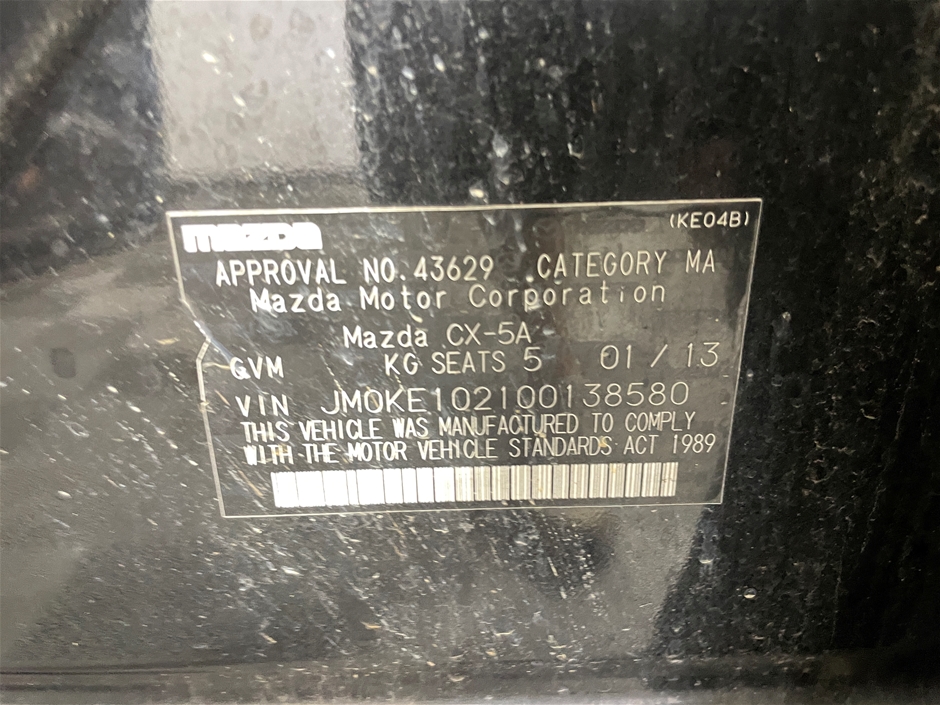 (KE04B)
mazda
APPROVAL NO. 43629 CATEGORY MA
Mazda Motor Corporation
Mazda CX-5A
GVM KG SEATS 5 01 / 13
VIN JM0KE102100138580
THIS VEHICLE WAS MANUFACTURED TO COMPLY
WITH THE MOTOR VEHICLE STANDARDS ACT 1989